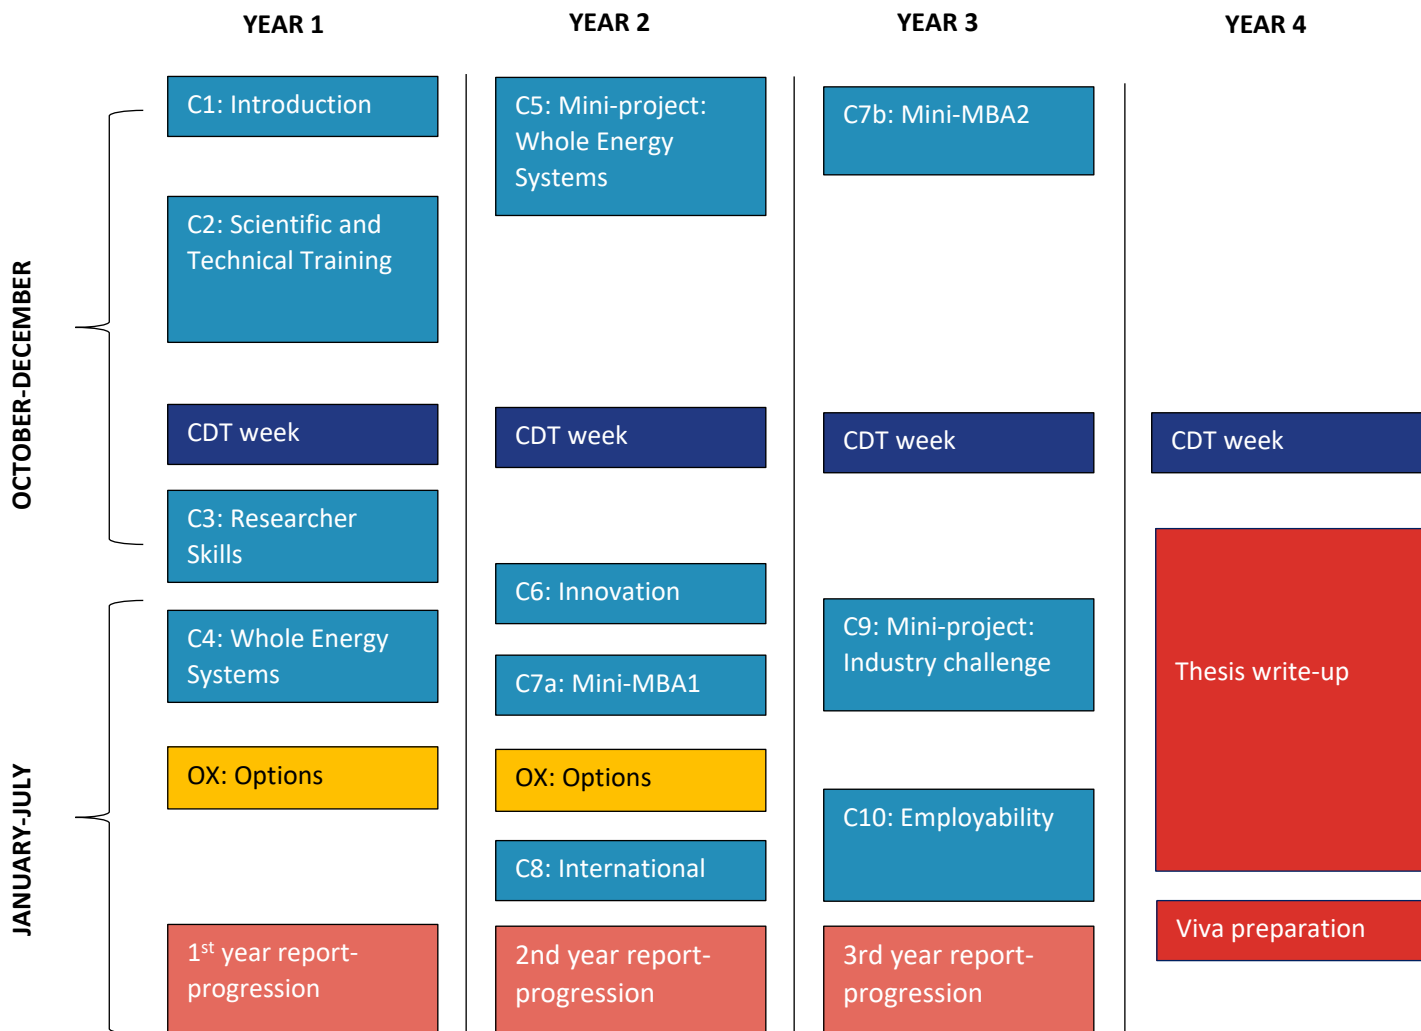 YEAR 1
YEAR 2
YEAR 3
YEAR 4
OCTOBER-DECEMBER
JANUARY-JULY
C1: Introduction
C2: Scientific and
Technical Training
CDT week
C3: Researcher
Skills
C4: Whole Energy
Systems
OX: Options
1st year report-
progression
C5: Mini-project:
Whole Energy
Systems
CDT week
C6: Innovation
C7a: Mini-MBA1
OX: Options
C8: International
2nd year report-
progression
C7b: Mini-MBA2
CDT week
C9: Mini-project:
Industry challenge
C10: Employability
3rd year report-
progression
CDT week
Thesis write-up
Viva preparation